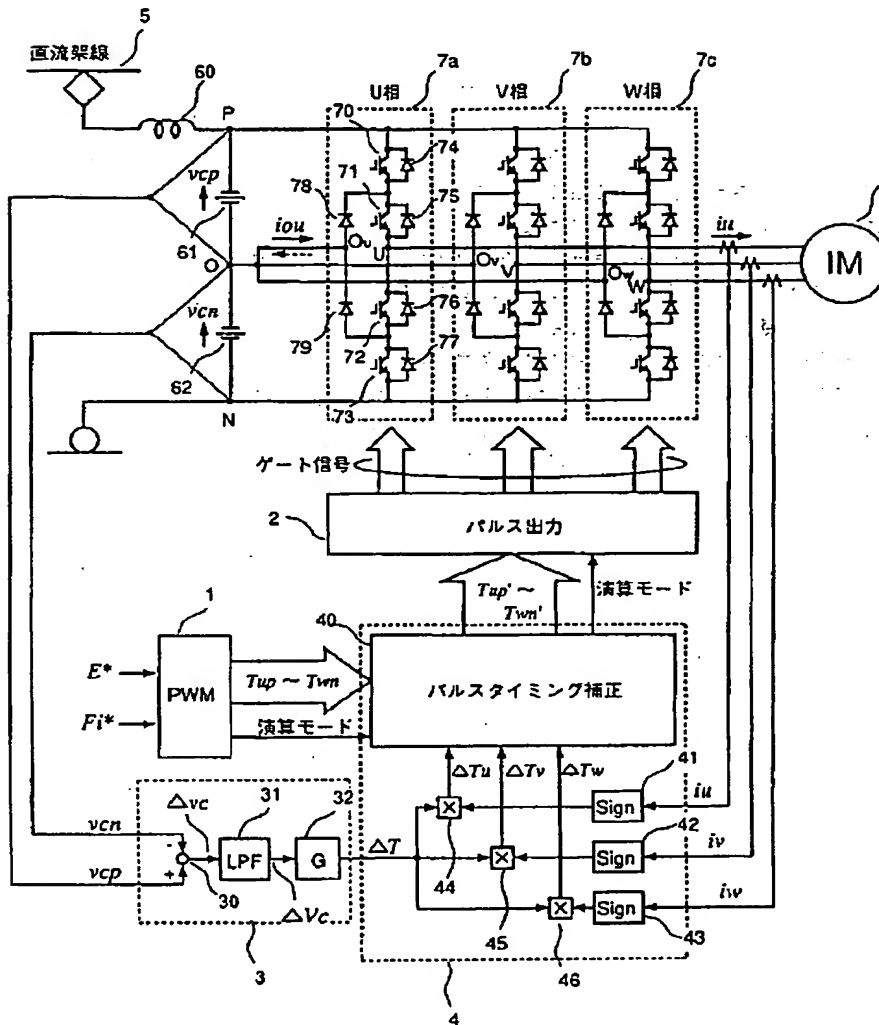 5
直流架線
60
P
7a
7b
7c
U相
V相
W相
70
74
71
75
78
vcp
iou
iu
61
O
Ou
U
Ov
V
Ow
W
IM
vcn
76
72
79
77
62
73
N
ゲート信号
2
パルス出力
Tup'～
Twn'
演算モード
1
40
E*
PWM
Tup ～ Twn
パルスタイミング補正
Fi*
演算モード
ΔTu
ΔTv
ΔTw
41
Sign
iu
Δvc
31
32
vcn
-
LPF
G
ΔT
×
44
Sign
iv
42
vcp
+
30
ΔVc
×
45
Sign
iw
43
×
46
3
4